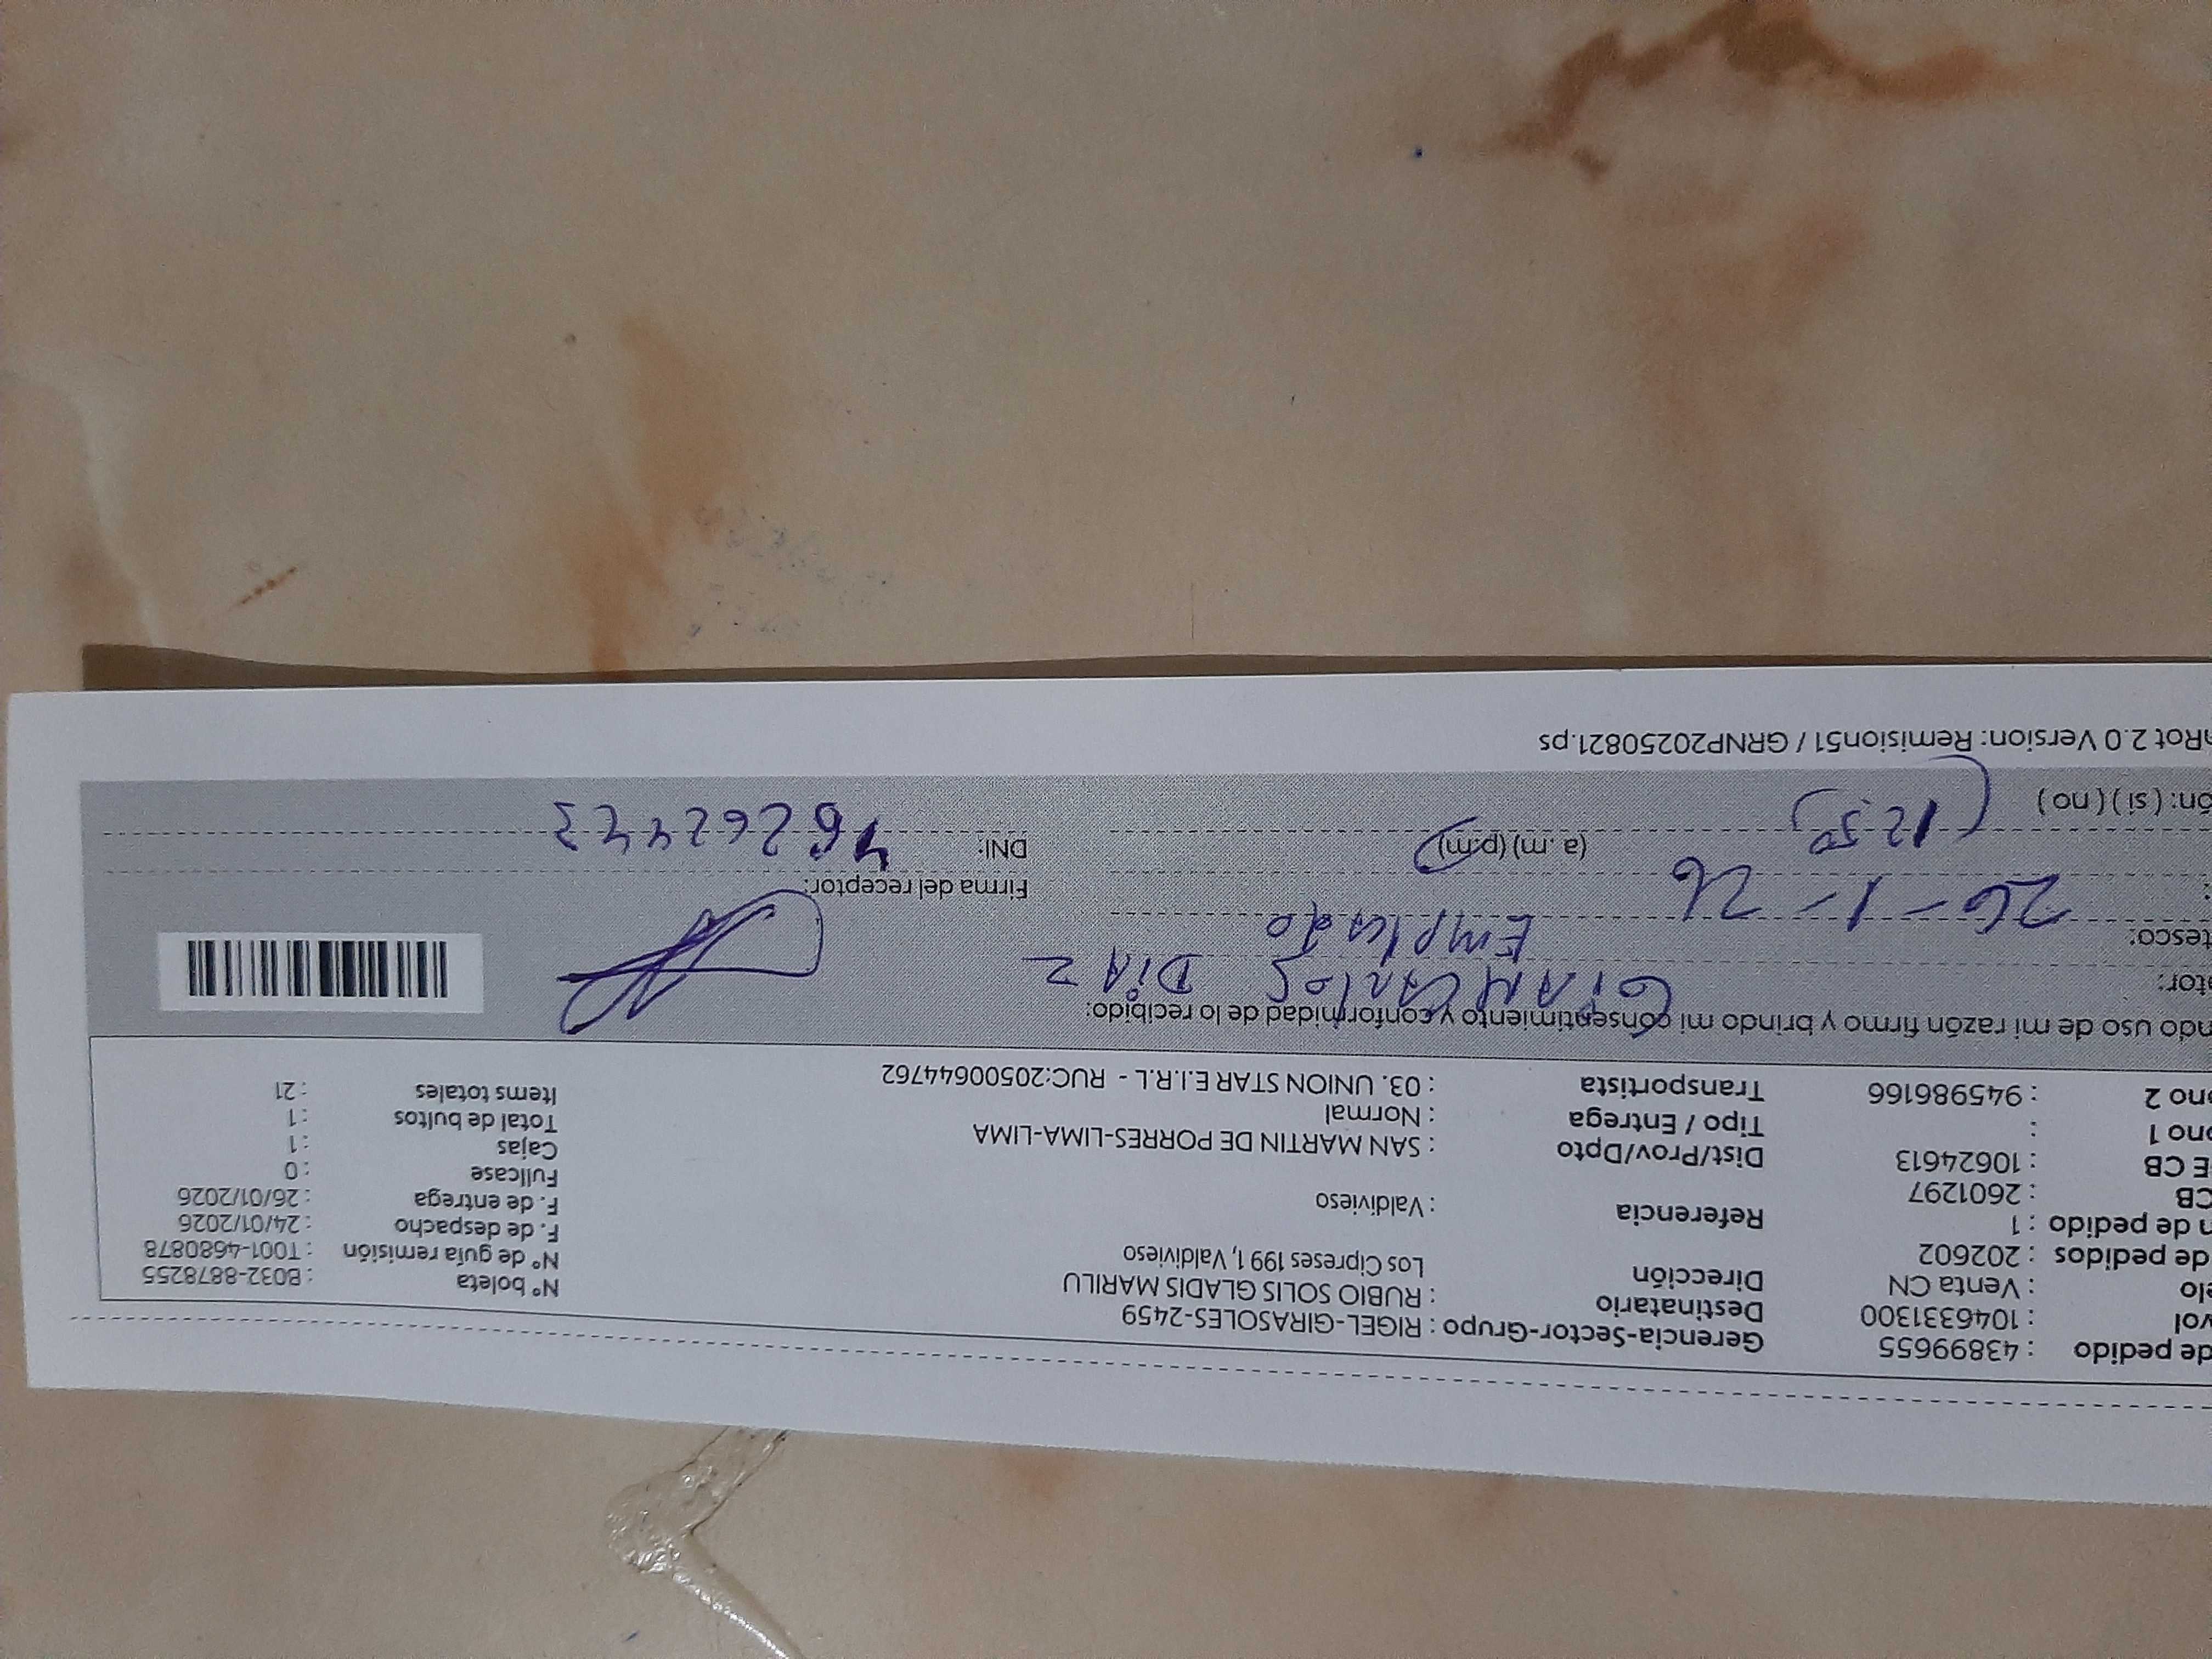 de pedido : 43899655 Gerencia-Sector-Grupo : RIGEL-GIRASOLES-2459 Nº boleta : B032-8878255
vol : 1046331300 Destinatario : RUBIO SOLIS GLADIS MARILU Nº de guía remisión : T001-4680878
elo : Venta CN Dirección Los Cipreses 199 1, Valdivieso F. de despacho : 24/01/2026
de pedidos : 202602 F. de entrega : 26/01/2026
n de pedido : 1 Referencia : Valdivieso Fullcase : 0
CB : 2601297 Cajas : 1
E CB : 10624613 Dist/Prov/Dpto : SAN MARTIN DE PORRES-LIMA-LIMA Total de bultos : 1
ono 1 : Tipo / Entrega : Normal Items totales : 21
ono 2 : 945986166 Transportista : 03. UNION STAR E.I.R.L - RUC:20500644762
ndo uso de mi razón firmo y brindo mi consentimiento y conformidad de lo recibido:
tor: GIANCARLOS DIAZ
tesco: Empleado
: 26-1-26 Firma del receptor:
ón: (si) (no) (12:50) (a. m) (p.m) DNI: 76262473
Rot 2.0 Version: Remision51 / GRNP20250821.ps